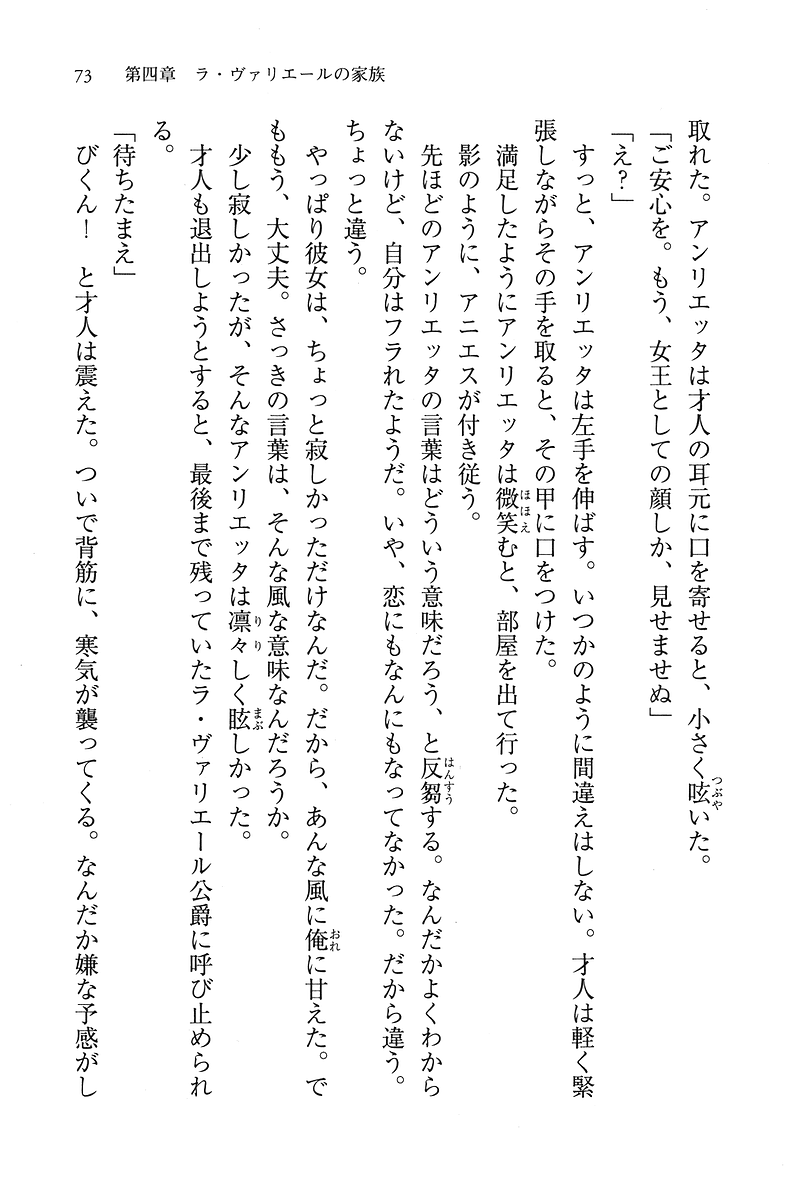 73 第四章 ラ・ヴァリエールの家族
取れた。アンリエッタは才人の耳元に口を寄せると、小さく呟いた。
「ご安心を。もう、女王としての顔しか、見せませぬ」
「え？」
すっと、アンリエッタは左手を伸ばす。いつかのように間違えはしない。才人は軽く緊
張しながらその手を取ると、その甲に口をつけた。
満足したようにアンリエッタは微笑むと、部屋を出て行った。
影のように、アニエスが付き従う。
先ほどのアンリエッタの言葉はどういう意味だろう、と反芻する。なんだかよくわから
ないけど、自分はフラれたようだ。いや、恋にもなんにもなってなかった。だから違う。
ちょっと違う。
やっぱり彼女は、ちょっと寂しかっただけなんだ。だから、あんな風に俺に甘えた。で
ももう、大丈夫。さっきの言葉は、そんな風な意味なんだろうか。
少し寂しかったが、そんなアンリエッタは凛々しく眩しかった。
才人も退出しようとすると、最後まで残っていたラ・ヴァリエール公爵に呼び止められ
る。
「待ちたまえ」
びくん！　と才人は震えた。ついで背筋に、寒気が襲ってくる。なんだか嫌な予感がし